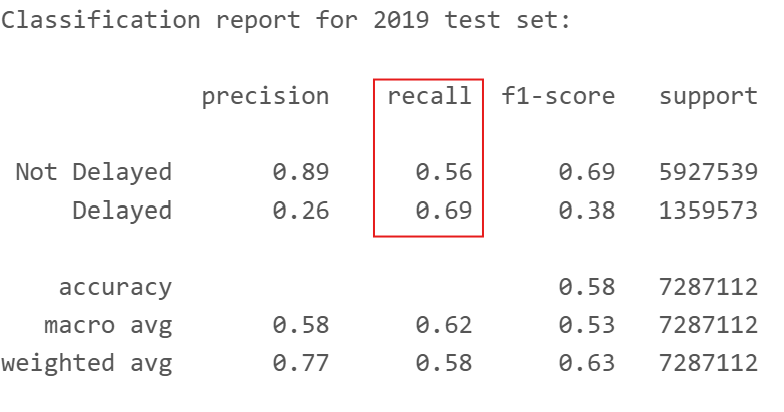 Classification report for 2019 test set:
precision recall f1-score support
Not Delayed 0.89 0.56 0.69 5927539
Delayed 0.26 0.69 0.38 1359573
accuracy 0.58 7287112
macro avg 0.58 0.62 0.53 7287112
weighted avg 0.77 0.58 0.63 7287112